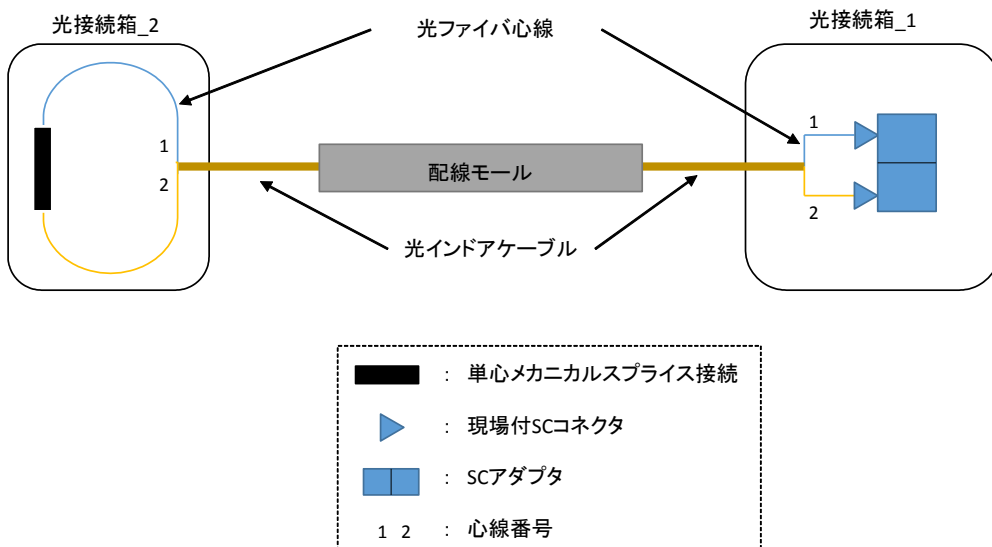 光接続箱_2
光ファイバ心線
光接続箱_1
1
2
配線モール
1
2
光インドアケーブル
： 単心メカニカルスプライス接続
： 現場付SCコネクタ
： SCアダプタ
1 2 ： 心線番号